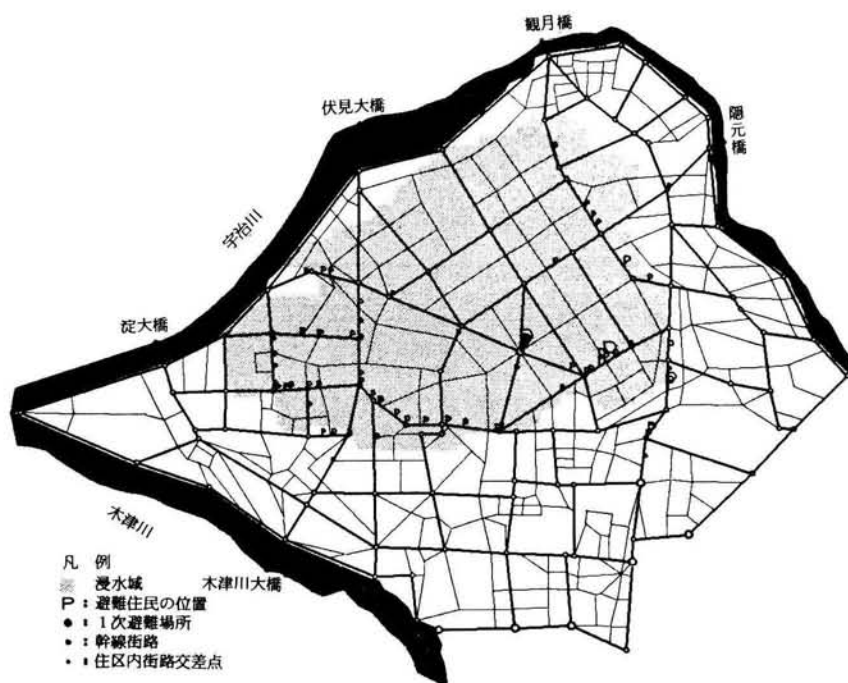 観月橋
伏見大橋
隠元橋
宇治川
淀大橋
木津川
凡 例
浸水域 木津川大橋
P : 避難住民の位置
● : 1次避難場所
• : 幹線街路
· : 住区内街路交差点